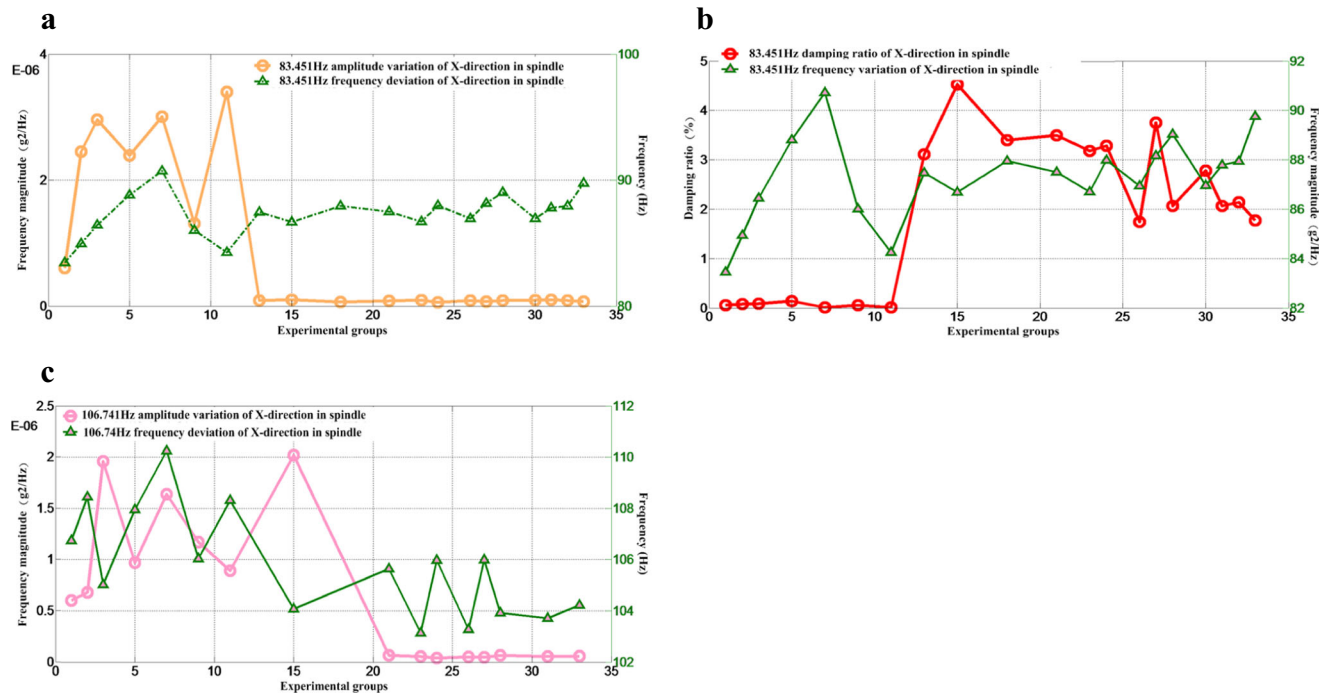 a
4
E-06
2
0
100
90
80
83.451Hz amplitude variation of X-direction in spindle
83.451Hz frequency deviation of X-direction in spindle
Frequency magnitude (g2/Hz)
Frequency (Hz)
0 5 10 15 20 25 30 35
Experimental groups
b
83.451Hz damping ratio of X-direction in spindle
83.451Hz frequency variation of X-direction in spindle
5
4
3
2
1
0
92
90
88
86
84
82
Damping ratio (%)
Frequency magnitude (g2/Hz)
0 5 10 15 20 25 30 35
Experimental groups
c
2.5
E-06
2
1.5
1
0.5
0
112
110
108
106
104
102
106.741Hz amplitude variation of X-direction in spindle
106.74Hz frequency deviation of X-direction in spindle
Frequency magnitude (g2/Hz)
Frequency (Hz)
0 5 10 15 20 25 30 35
Experimental groups